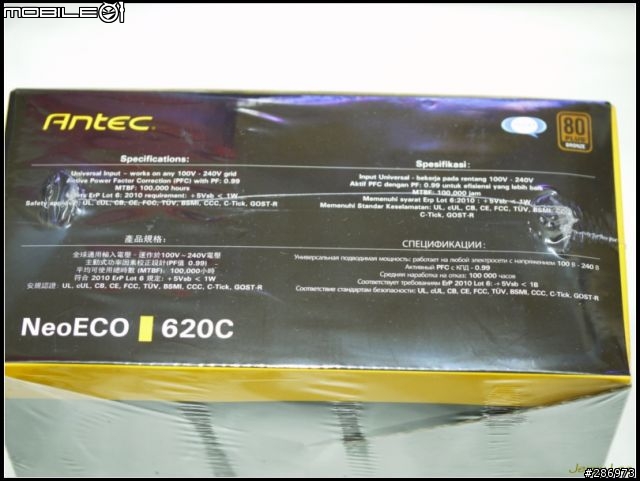 MOBILE01
Antec
80
PLUS
BRONZE
Specifications:
Universal Input – works on any 100V - 240V grid
Active Power Factor Correction (PFC) with PF: 0.99
MTBF: 100,000 hours
ErP Lot 6: 2010 requirement: +5Vsb < 1W
Safety approval: UL, cUL, CB, CE, FCC, TÜV, BSMI, CCC, C-Tick, GOST-R
Spesifikasi:
Input Universal - bekerja pada rentang 100V - 240V
Aktif PFC dengan PF: 0.99 untuk efisiensi yang lebih baik
MTBF: 100,000 jam
Memenuhi syarat Erp Lot 6:2010 : +5Vsb < 1W
Memenuhi Standar Keselamatan: UL, cUL, CB, CE, FCC, TÜV, BSMI, CCC
C-Tick, GOST-R
產品規格:
全球通用輸入電壓,運作於100V～240V電壓
主動式功率因素校正設計(PF值 0.99)
平均可使用總時數 (MTBF): 100,000小時
符合 2010 ErP Lot 6 規定: +5Vsb < 1W
安規認證: UL, cUL, CB, CE, FCC, TÜV, BSMI, CCC, C-Tick, GOST-R
СПЕЦИФИКАЦИИ:
Универсальная подводимая мощность: работает на любой электросети с напряжением 100 В - 240 В
Активный PFC с КПД - 0.99
Средняя наработка на отказ: 100 000 часов
Соответствует требованиям ErP 2010 Lot 6: +5Vsb < 1В
Соответствие стандартам безопасности: UL, cUL, CB, CE, FCC, TÜV, BSMI, CCC, C-Tick, GOST-R
NeoECO 620C
#286973